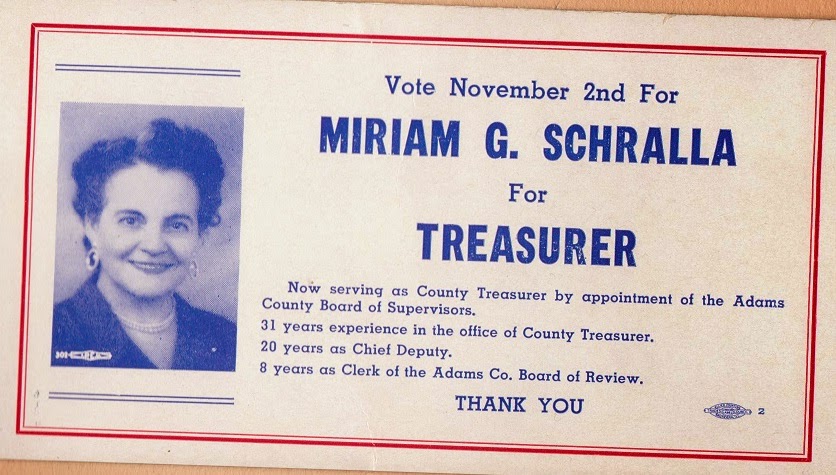 Vote November 2nd For
MIRIAM G. SCHRALLA
For
TREASURER
Now serving as County Treasurer by appointment of the Adams
County Board of Supervisors.
31 years experience in the office of County Treasurer.
20 years as Chief Deputy.
8 years as Clerk of the Adams Co. Board of Review.
THANK YOU
2